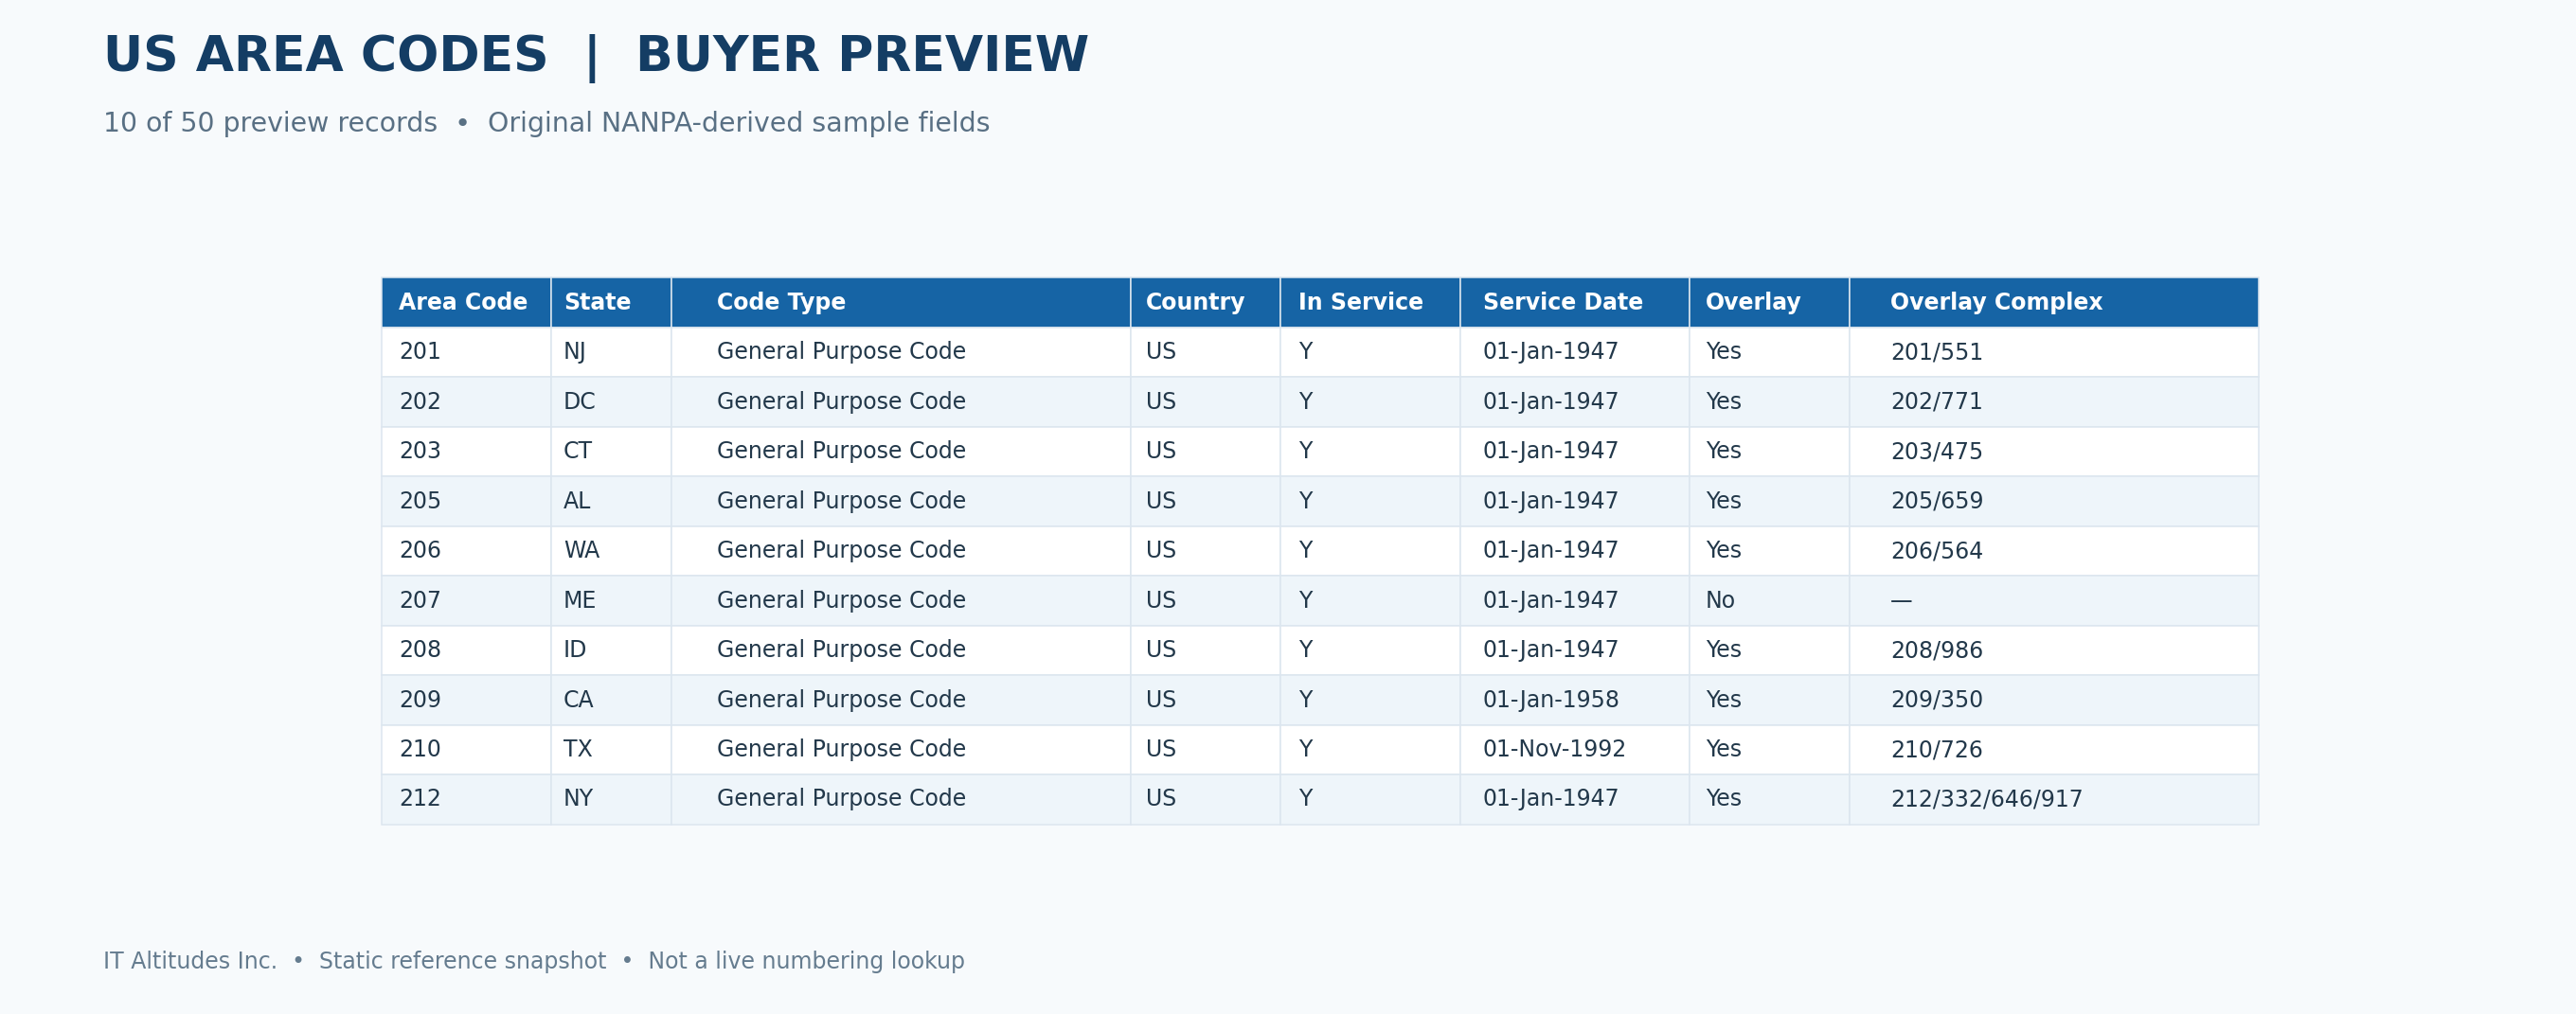 US AREA CODES | BUYER PREVIEW
10 of 50 preview records • Original NANPA-derived sample fields
Area Code State Code Type Country In Service Service Date Overlay Overlay Complex
201 NJ General Purpose Code US Y 01-Jan-1947 Yes 201/551
202 DC General Purpose Code US Y 01-Jan-1947 Yes 202/771
203 CT General Purpose Code US Y 01-Jan-1947 Yes 203/475
205 AL General Purpose Code US Y 01-Jan-1947 Yes 205/659
206 WA General Purpose Code US Y 01-Jan-1947 Yes 206/564
207 ME General Purpose Code US Y 01-Jan-1947 No —
208 ID General Purpose Code US Y 01-Jan-1947 Yes 208/986
209 CA General Purpose Code US Y 01-Jan-1958 Yes 209/350
210 TX General Purpose Code US Y 01-Nov-1992 Yes 210/726
212 NY General Purpose Code US Y 01-Jan-1947 Yes 212/332/646/917
IT Altitudes Inc. • Static reference snapshot • Not a live numbering lookup